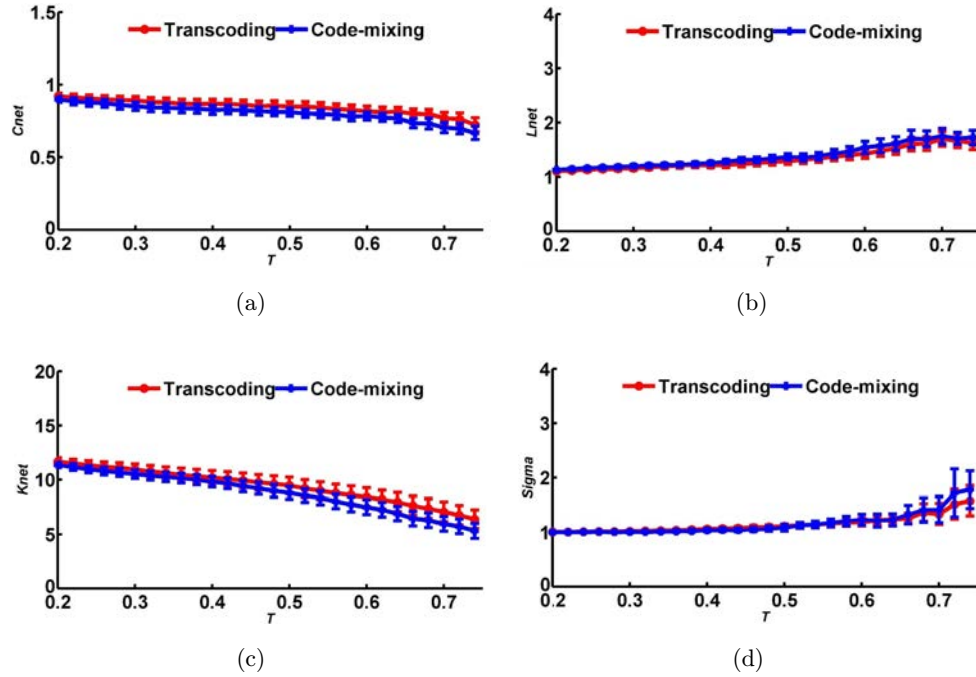 1.5
Transcoding Code-mixing
1
Cnet
0.5
0
0.2 0.3 0.4 0.5 0.6 0.7
T
(a)
4
Transcoding Code-mixing
3
Lnet
2
1
0
0.2 0.3 0.4 0.5 0.6 0.7
T
(b)
20
Transcoding Code-mixing
15
Knet
10
5
0
0.2 0.3 0.4 0.5 0.6 0.7
T
(c)
4
Transcoding Code-mixing
3
Sigma
2
1
0
0.2 0.3 0.4 0.5 0.6 0.7
T
(d)